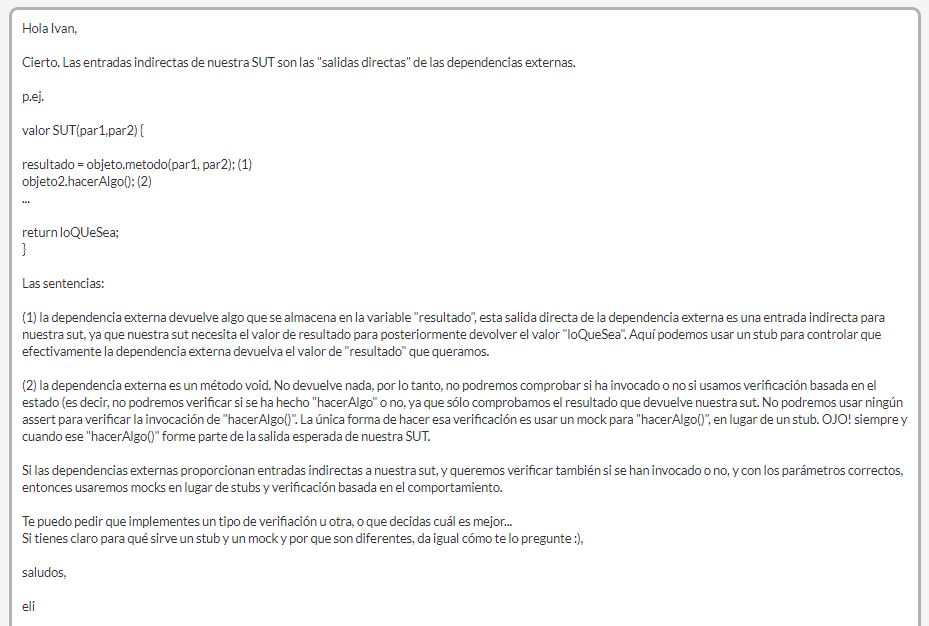 Hola Ivan,
Cierto. Las entradas indirectas de nuestra SUT son las "salidas directas" de las dependencias externas.
p.ej.
valor SUT(par1,par2) {
resultado = objeto.metodo(par1, par2); (1)
objeto2.hacerAlgo(); (2)
...
return loQUeSea;
}
Las sentencias:
(1) la dependencia externa devuelve algo que se almacena en la variable "resultado", esta salida directa de la dependencia externa es una entrada indirecta para
nuestra sut, ya que nuestra sut necesita el valor de resultado para posteriormente devolver el valor "loQueSea". Aquí podemos usar un stub para controlar que
efectivamente la dependencia externa devuelva el valor de "resultado" que queramos.
(2) la dependencia externa es un método void. No devuelve nada, por lo tanto, no podremos comprobar si ha invocado o no si usamos verificación basada en el
estado (es decir, no podremos verificar si se ha hecho "hacerAlgo" o no, ya que sólo comprobamos el resultado que devuelve nuestra sut. No podremos usar ningún
assert para verificar la invocación de "hacerAlgo()". La única forma de hacer esa verificación es usar un mock para "hacerAlgo()", en lugar de un stub. OJO! siempre y
cuando ese "hacerAlgo()" forme parte de la salida esperada de nuestra SUT.
Si las dependencias externas proporcionan entradas indirectas a nuestra sut, y queremos verificar también si se han invocado o no, y con los parámetros correctos,
entonces usaremos mocks en lugar de stubs y verificación basada en el comportamiento.
Te puedo pedir que implementes un tipo de verifiación u otra, o que decidas cuál es mejor...
Si tienes claro para qué sirve un stub y un mock y por que son diferentes, da igual cómo te lo pregunte :),
saludos,
eli